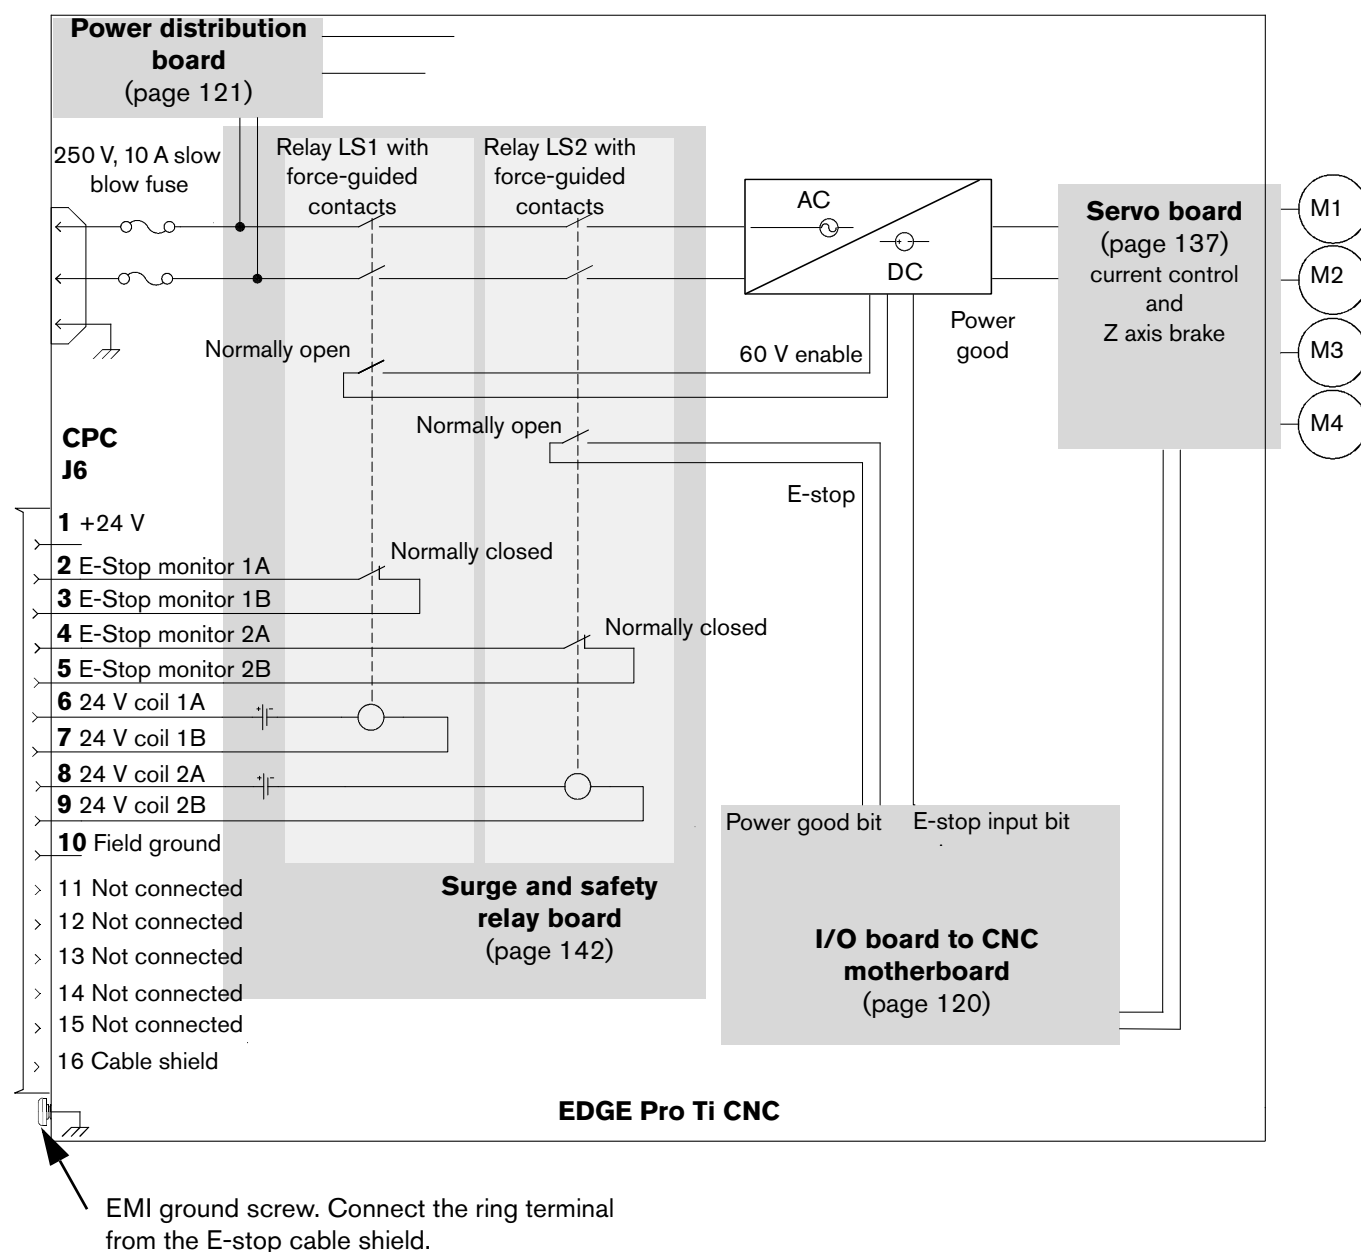 Power distribution
board
(page 121)
250 V, 10 A slow
blow fuse
Relay LS1 with
force-guided
contacts
Relay LS2 with
force-guided
contacts
AC
DC
Servo board
(page 137)
current control
and
Z axis brake
M1
M2
M3
M4
Power
good
60 V enable
Normally open
Normally open
E-stop
CPC
J6
1 +24 V
2 E-Stop monitor 1A
3 E-Stop monitor 1B
4 E-Stop monitor 2A
5 E-Stop monitor 2B
6 24 V coil 1A
7 24 V coil 1B
8 24 V coil 2A
9 24 V coil 2B
10 Field ground
11 Not connected
12 Not connected
13 Not connected
14 Not connected
15 Not connected
16 Cable shield
Normally closed
Normally closed
+ -
+ -
Surge and safety
relay board
(page 142)
Power good bit
E-stop input bit
I/O board to CNC
motherboard
(page 120)
EDGE Pro Ti CNC
EMI ground screw. Connect the ring terminal
from the E-stop cable shield.